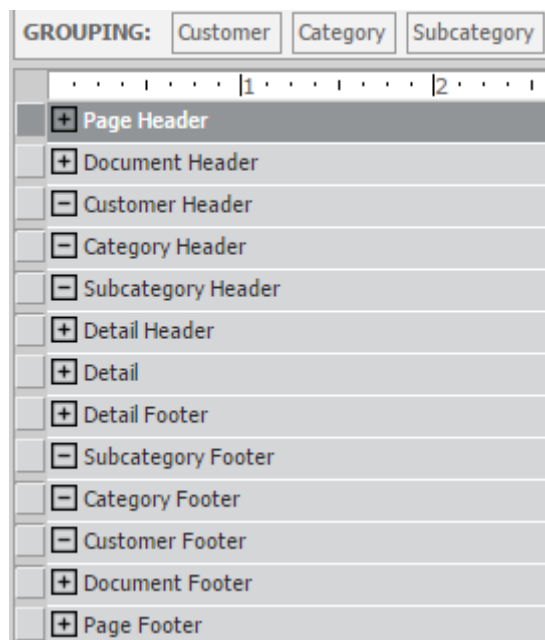 GROUPING: Customer Category Subcategory
1 2
Page Header
Document Header
Customer Header
Category Header
Subcategory Header
Detail Header
Detail
Detail Footer
Subcategory Footer
Category Footer
Customer Footer
Document Footer
Page Footer